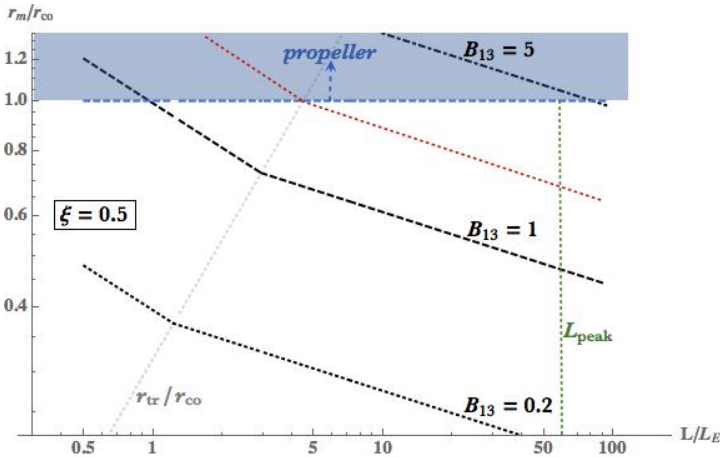 r_m/r_co
1.2
1.0
0.8
0.6
0.4
propeller
B_13 = 5
ξ = 0.5
B_13 = 1
L_peak
r_tr/r_co
B_13 = 0.2
0.5 1 5 10 50 100
L/L_E